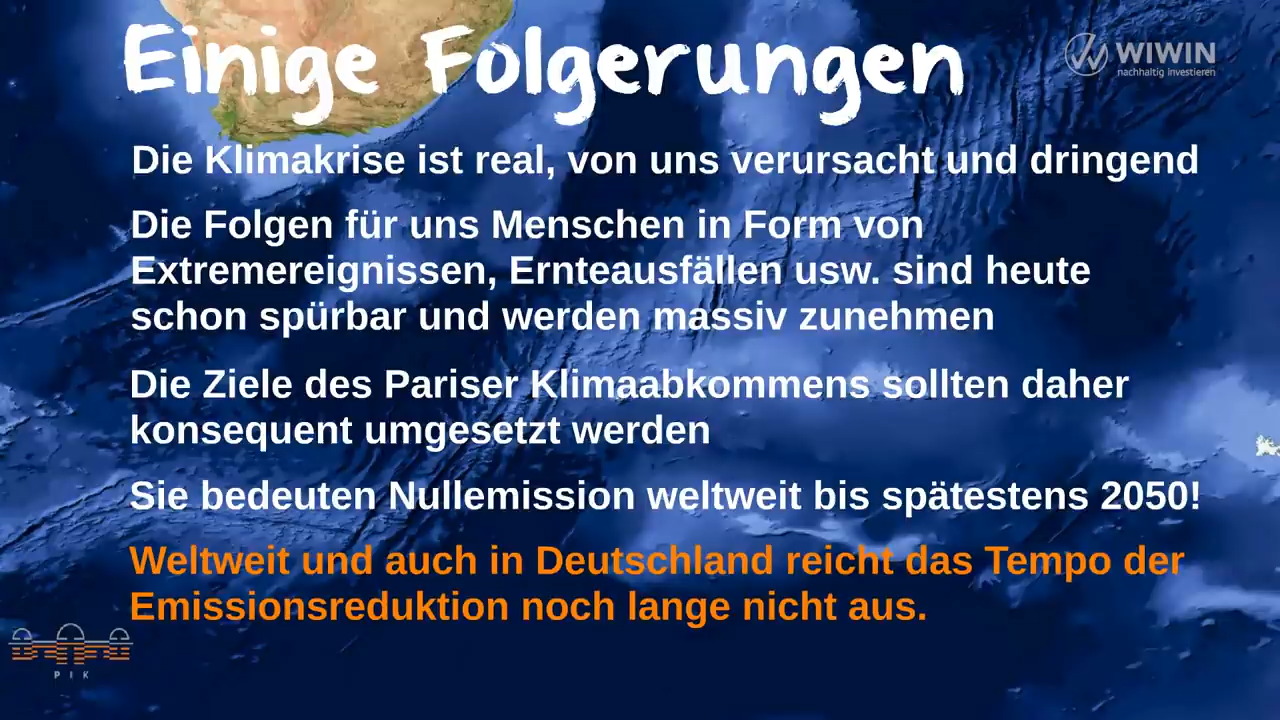 Einige Folgerungen
WIWIN
nachhaltig investieren
Die Klimakrise ist real, von uns verursacht und dringend
Die Folgen für uns Menschen in Form von
Extremereignissen, Ernteausfällen usw. sind heute
schon spürbar und werden massiv zunehmen
Die Ziele des Pariser Klimaabkommens sollten daher
konsequent umgesetzt werden
Sie bedeuten Nullemission weltweit bis spätestens 2050!
Weltweit und auch in Deutschland reicht das Tempo der
Emissionsreduktion noch lange nicht aus.
PIK